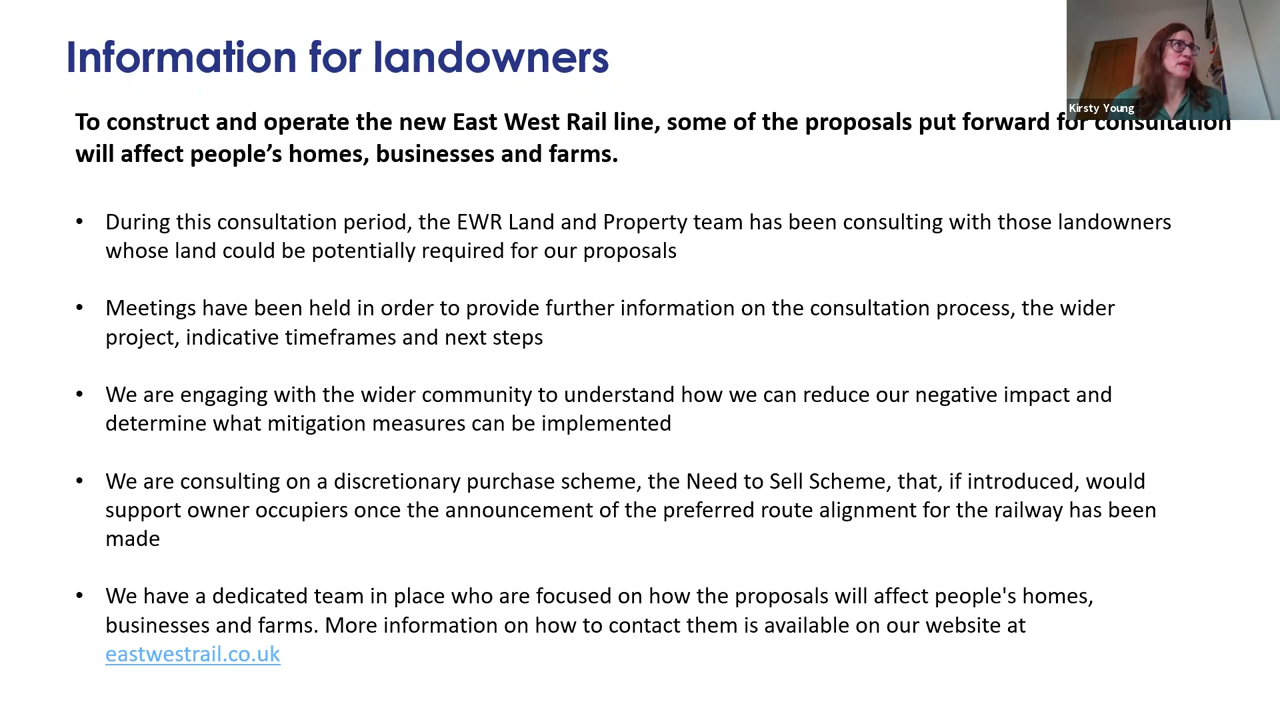 Information for landowners
Kirsty Young
To construct and operate the new East West Rail line, some of the proposals put forward for consultation
will affect people’s homes, businesses and farms.
• During this consultation period, the EWR Land and Property team has been consulting with those landowners
whose land could be potentially required for our proposals
• Meetings have been held in order to provide further information on the consultation process, the wider
project, indicative timeframes and next steps
• We are engaging with the wider community to understand how we can reduce our negative impact and
determine what mitigation measures can be implemented
• We are consulting on a discretionary purchase scheme, the Need to Sell Scheme, that, if introduced, would
support owner occupiers once the announcement of the preferred route alignment for the railway has been
made
• We have a dedicated team in place who are focused on how the proposals will affect people's homes,
businesses and farms. More information on how to contact them is available on our website at
eastwestrail.co.uk